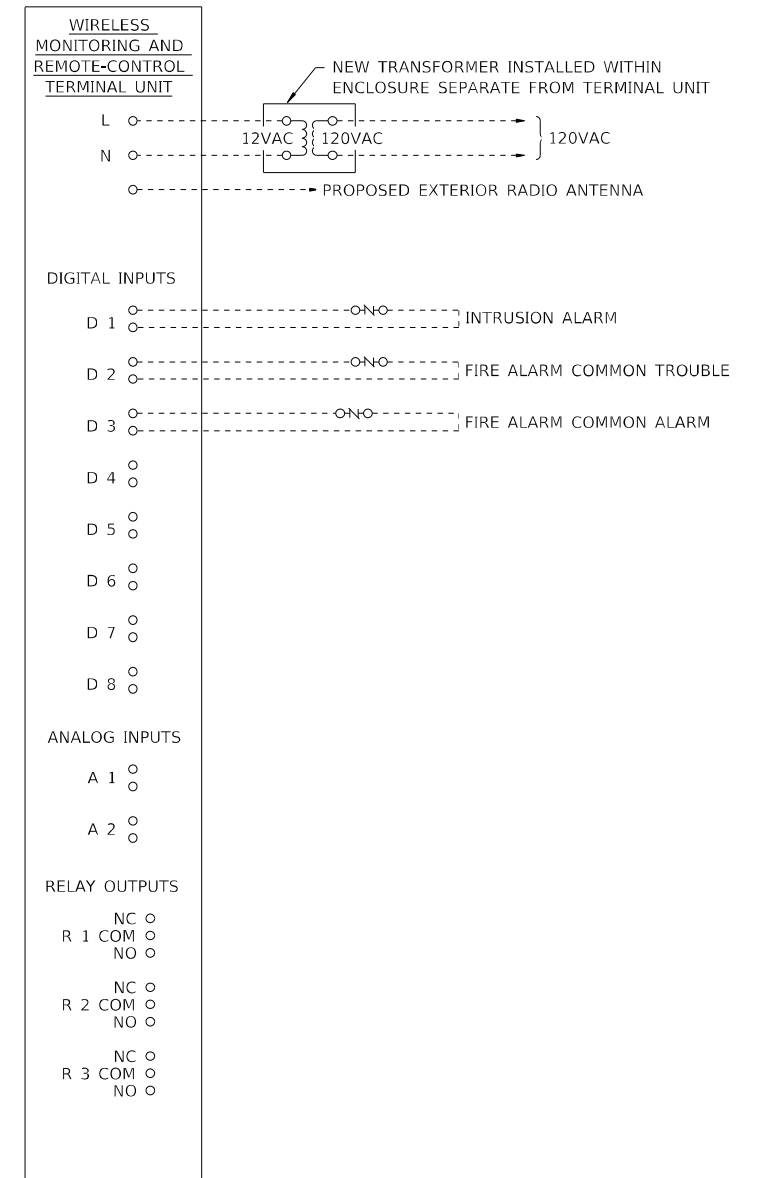 WIRELESS
MONITORING AND
REMOTE-CONTROL
TERMINAL UNIT
NEW TRANSFORMER INSTALLED WITHIN
ENCLOSURE SEPARATE FROM TERMINAL UNIT
L
12VAC 120VAC
120VAC
N
PROPOSED EXTERIOR RADIO ANTENNA
DIGITAL INPUTS
D 1
N
INTRUSION ALARM
D 2
N
FIRE ALARM COMMON TROUBLE
D 3
N
FIRE ALARM COMMON ALARM
D 4
D 5
D 6
D 7
D 8
ANALOG INPUTS
A 1
A 2
RELAY OUTPUTS
NC
R 1 COM
NO
NC
R 2 COM
NO
NC
R 3 COM
NO